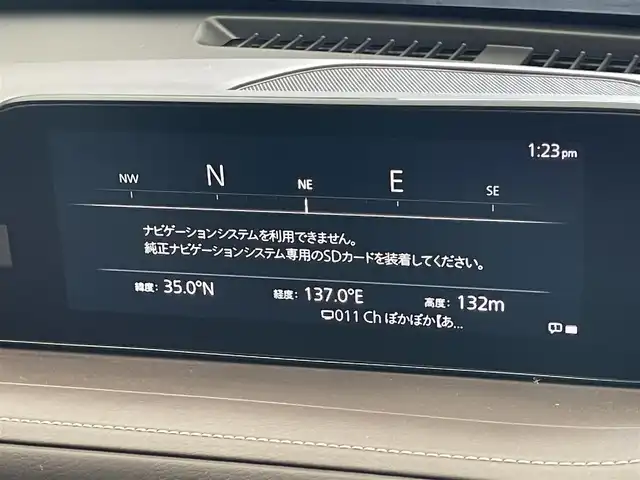 1:23pm
NW N NE E SE
ナビゲーションシステムを利用できません。
純正ナビゲーションシステム専用のSDカードを装着してください。
緯度: 35.0°N 経度: 137.0°E 高度: 132m
011 Ch ぽかぽか【あ...